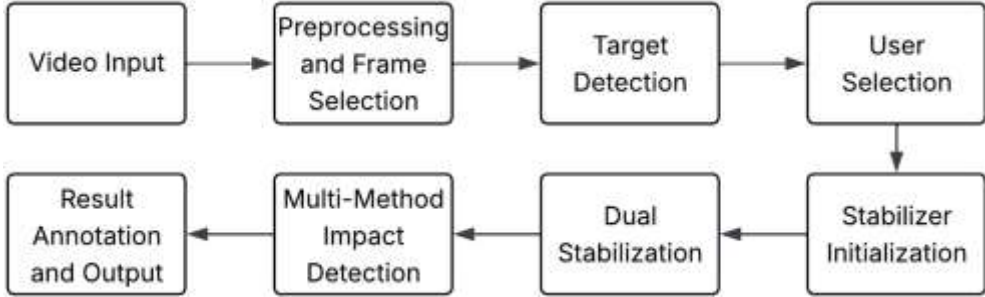 Video Input
Preprocessing
and Frame
Selection
Target
Detection
User
Selection
Stabilizer
Initialization
Dual
Stabilization
Multi-Method
Impact
Detection
Result
Annotation
and Output